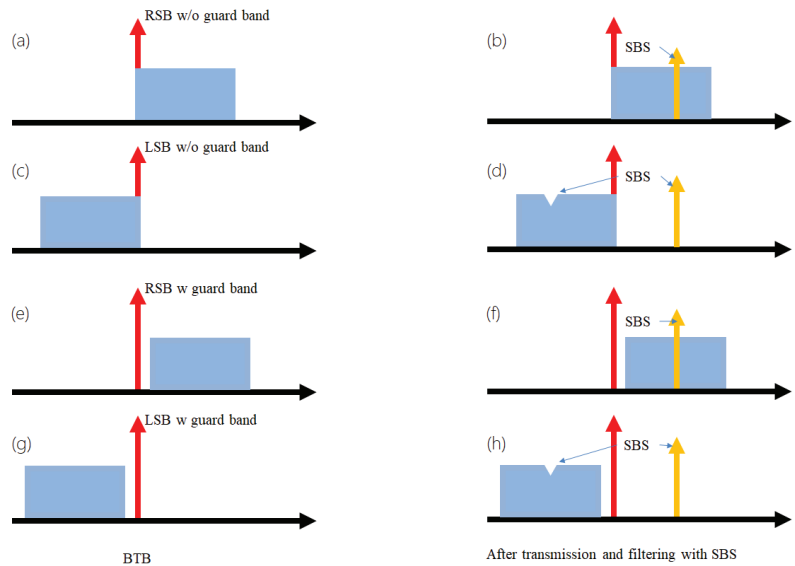 (a)
RSB w/o guard band
(b)
SBS
(c)
LSB w/o guard band
(d)
SBS
(e)
RSB w guard band
(f)
SBS
(g)
LSB w guard band
(h)
SBS
BTB
After transmission and filtering with SBS